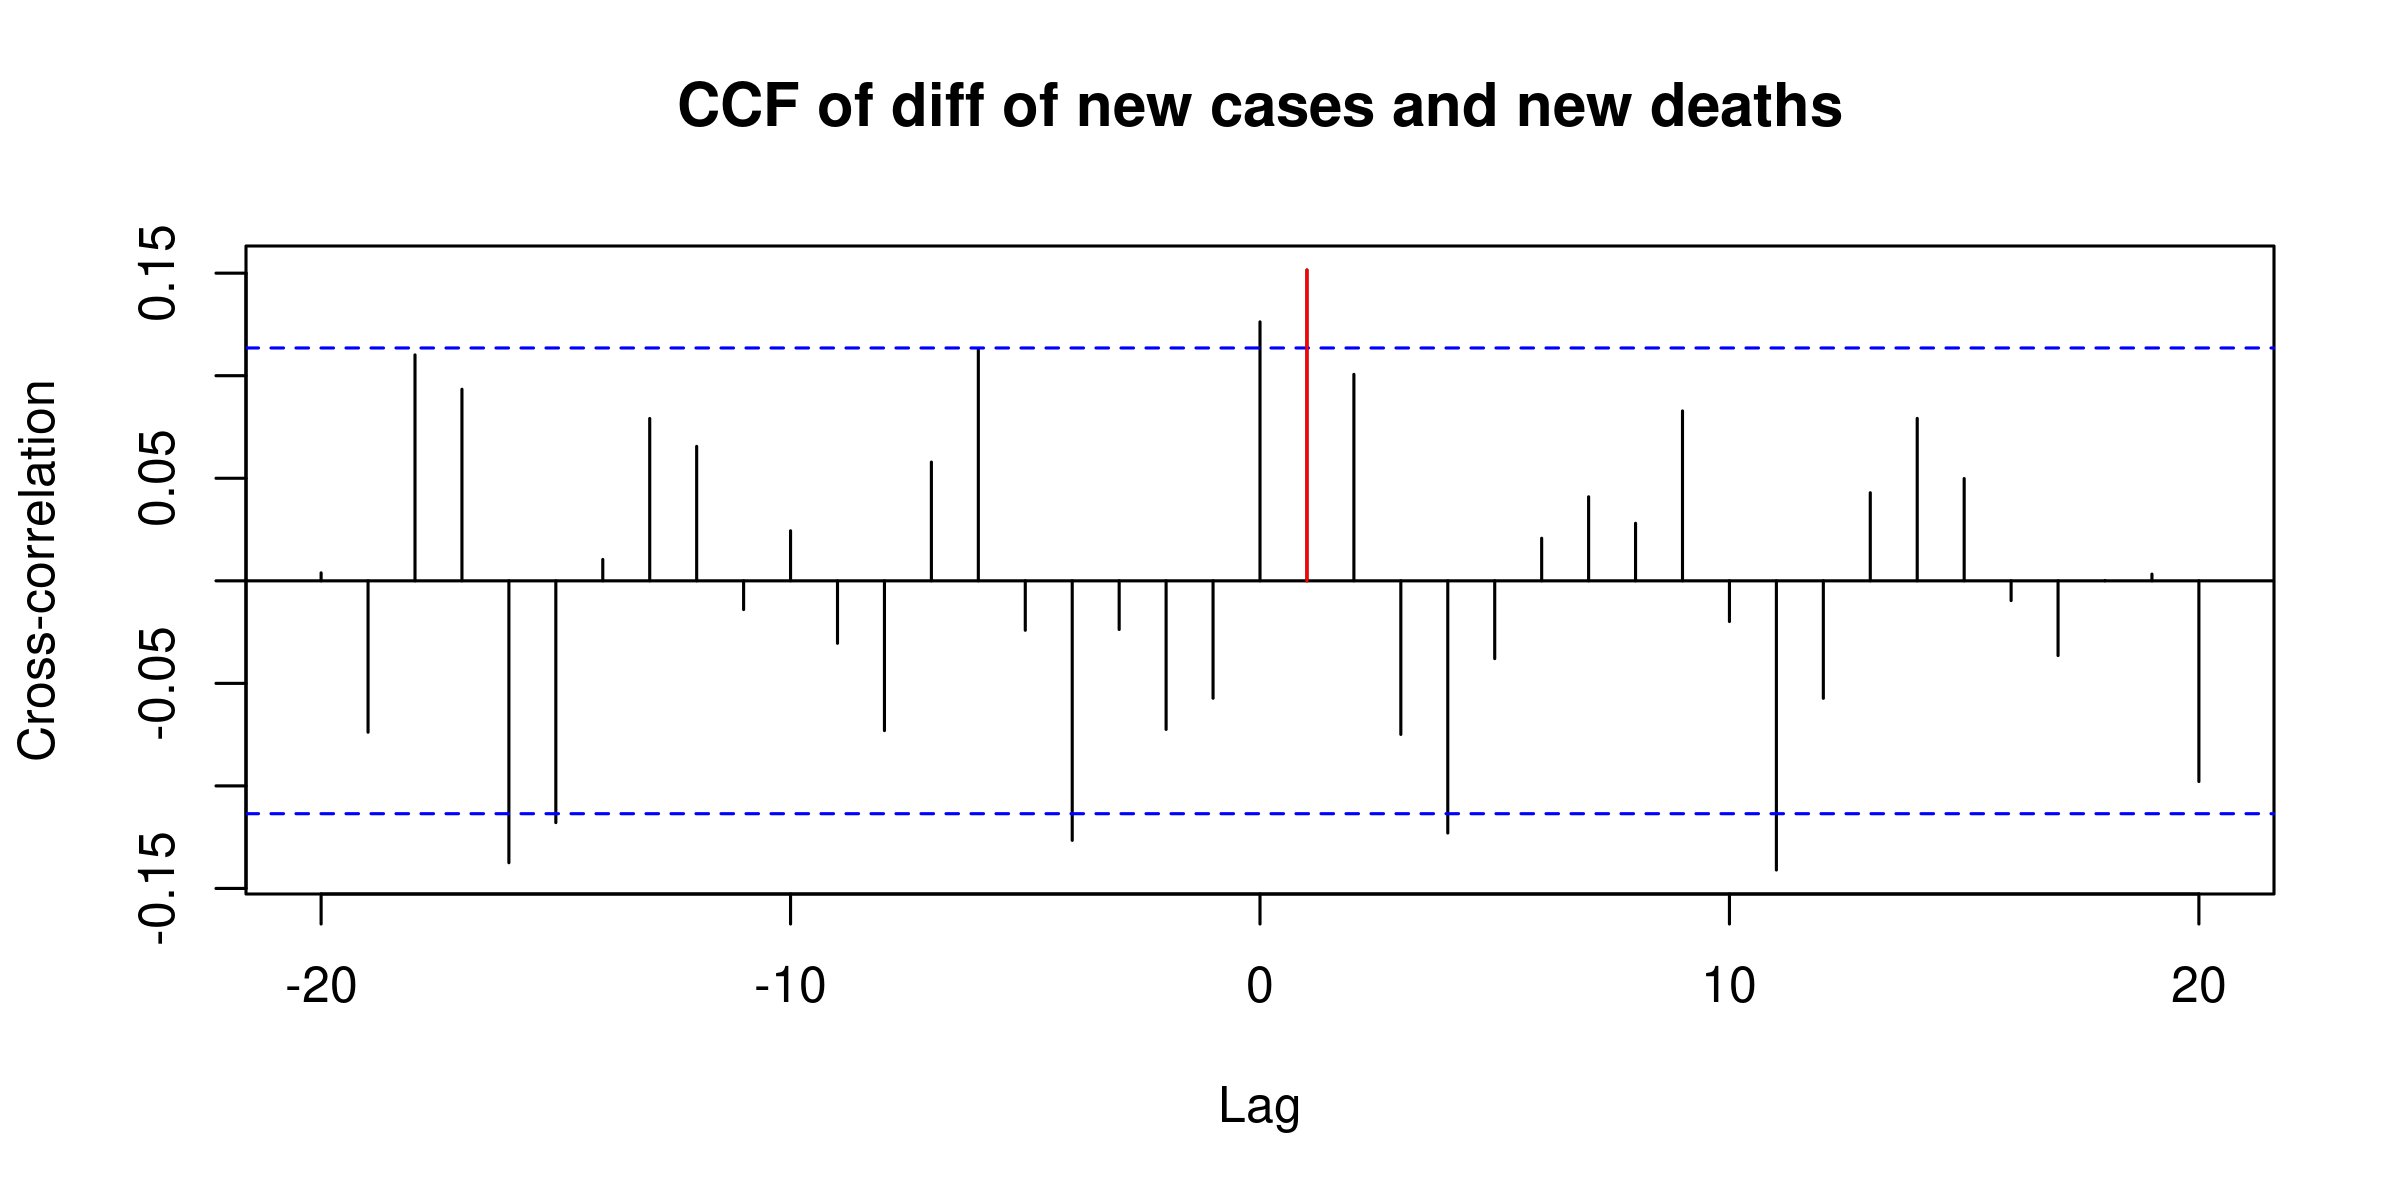 CCF of diff of new cases and new deaths
Cross-correlation
0.15
0.05
-0.05
-0.15
-20 -10 0 10 20
Lag